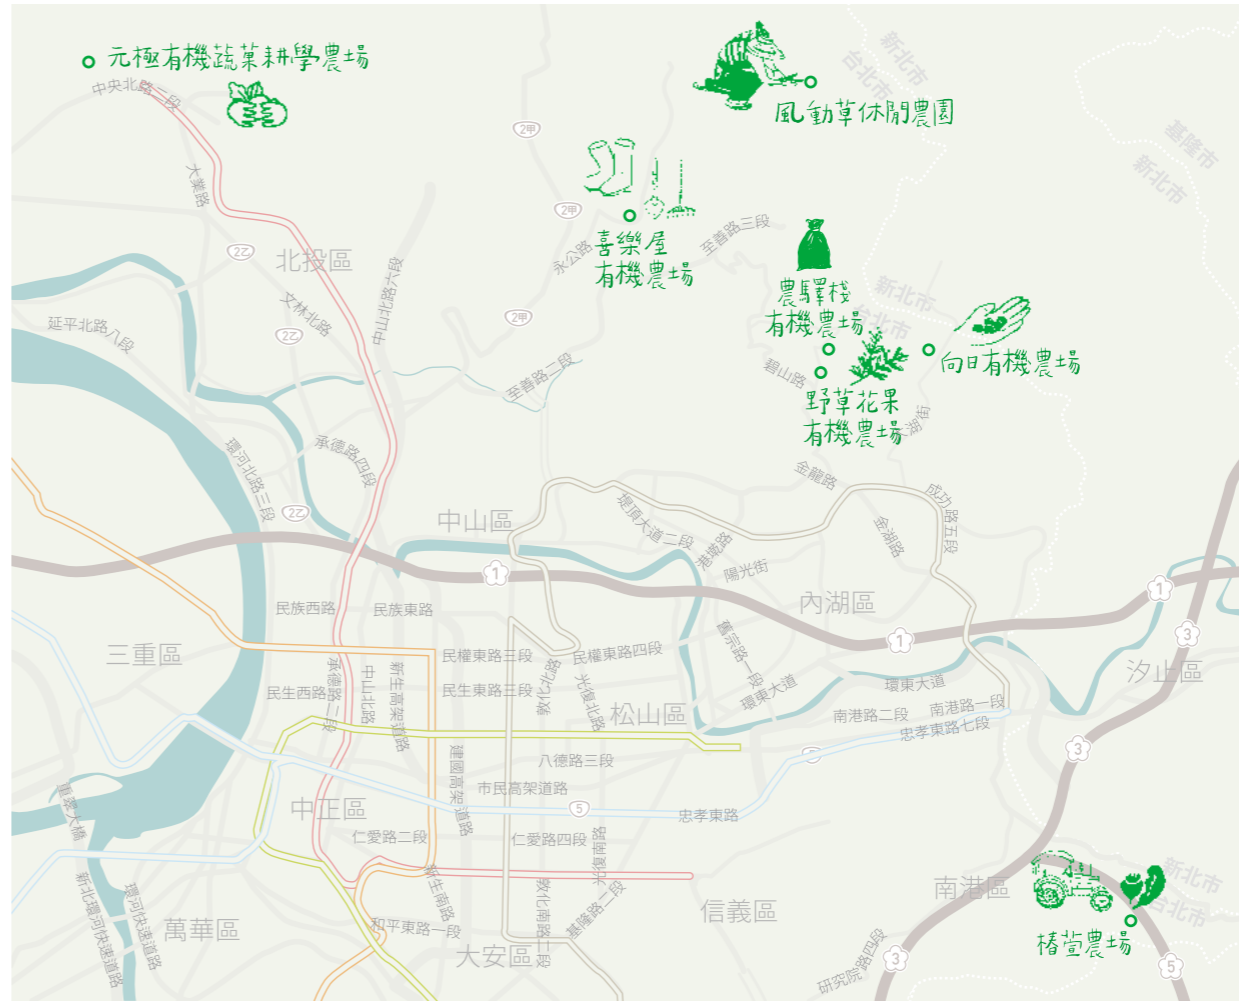 元極有機蔬菓耕學農場
中央北路二段
新北市
台北市
風動草休閒農園
2甲
基隆市
新北市
大業路
2甲
至善路三段
2乙
北投區
喜樂屋
有機農場
永公路
中山北路六段
農驛棧
有機農場
新北市
台北市
文林北路
2乙
2甲
延平北路八段
向日有機農場
碧山路
至善路二段
野草花果
有機農場
大湖街
承德路四段
環河北路三段
金龍路
成功路五段
2乙
中山區
堤頂大道二段
港墘路
金湖路
陽光街
1
1
民族西路
民族東路
內湖區
1
3
三重區
民權東路三段
民權東路四段
舊宗路一段
汐止區
承德路二段
中山北路
新生高架道路
民生西路
民生東路三段
敦化北路
光復北路
環東大道
環東大道
松山區
南港路二段
南港路一段
忠孝東路七段
3
建國高架道路
八德路三段
5
市民高架道路
重翠大橋
中正區
5
忠孝東路
仁愛路二段
仁愛路四段
光復南路
新北市
台北市
新生南路
敦化南路二段
基隆路二段
南港區
新北環河快速道路
環河快速道路
萬華區
和平東路一段
信義區
大安區
椿萱農場
研究院路四段
3
5